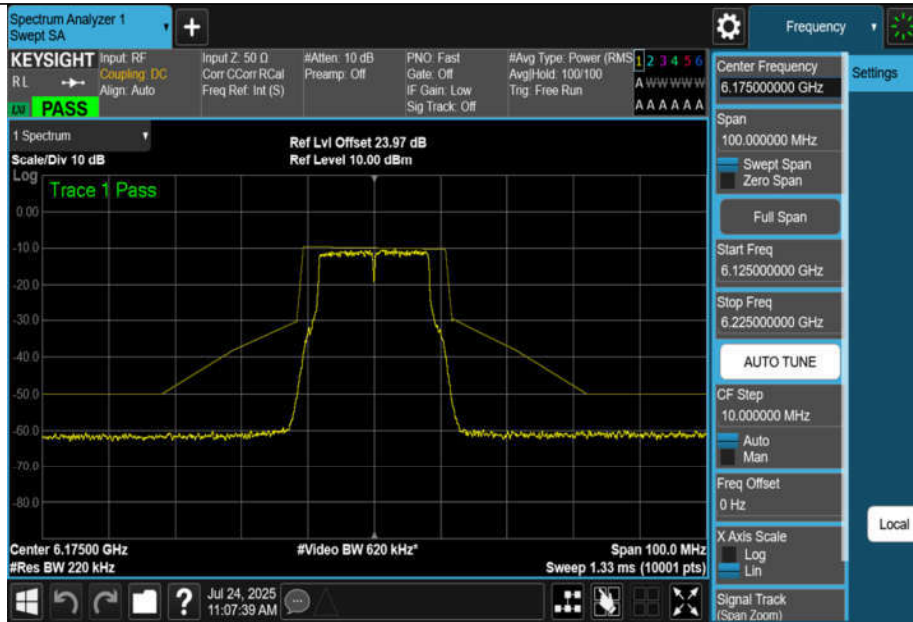 Spectrum Analyzer 1
Swept SA
+
Frequency
KEYSIGHT
RL
LXI
PASS
Input: RF
Coupling: DC
Align: Auto
Input Z: 50 Ω
Corr CCorr RCal
Freq Ref: Int (S)
#Atten: 10 dB
Preamp: Off
PNO: Fast
Gate: Off
IF Gain: Low
Sig Track: Off
#Avg Type: Power (RMS
Avg|Hold: 100/100
Trig: Free Run
1 2 3 4 5 6
A W W W W W
A A A A A A
1 Spectrum
Scale/Div 10 dB
Ref Lvl Offset 23.97 dB
Ref Level 10.00 dBm
Log
Trace 1 Pass
0.00
-10.0
-20.0
-30.0
-40.0
-50.0
-60.0
-70.0
-80.0
Center 6.17500 GHz
#Res BW 220 kHz
#Video BW 620 kHz*
Span 100.0 MHz
Sweep 1.33 ms (10001 pts)
?
Jul 24, 2025
11:07:39 AM
Center Frequency
6.175000000 GHz
Span
100.000000 MHz
Swept Span
Zero Span
Full Span
Start Freq
6.125000000 GHz
Stop Freq
6.225000000 GHz
AUTO TUNE
CF Step
10.000000 MHz
Auto
Man
Freq Offset
0 Hz
X Axis Scale
Log
Lin
Signal Track
(Span Zoom)
Settings
Local